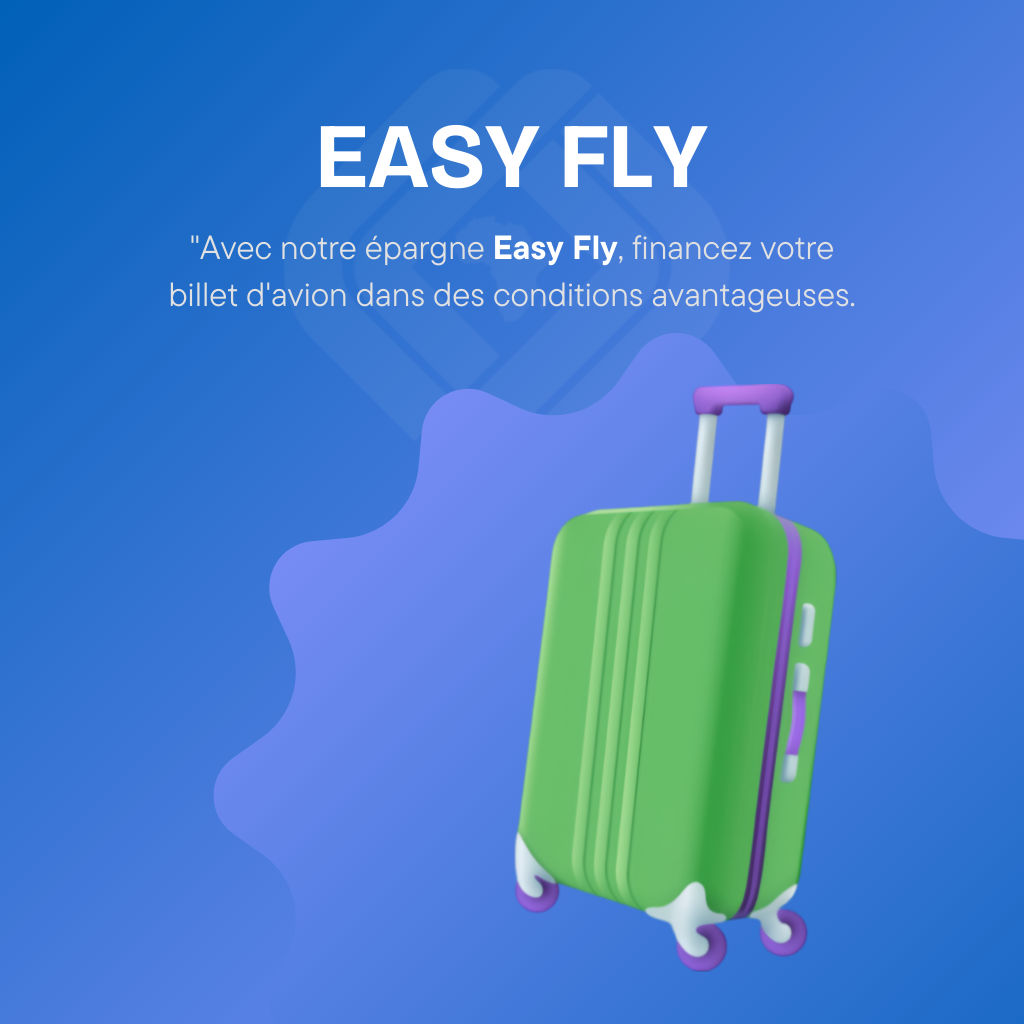 EASY FLY
"Avec notre épargne Easy Fly, financez votre
billet d'avion dans des conditions avantageuses.